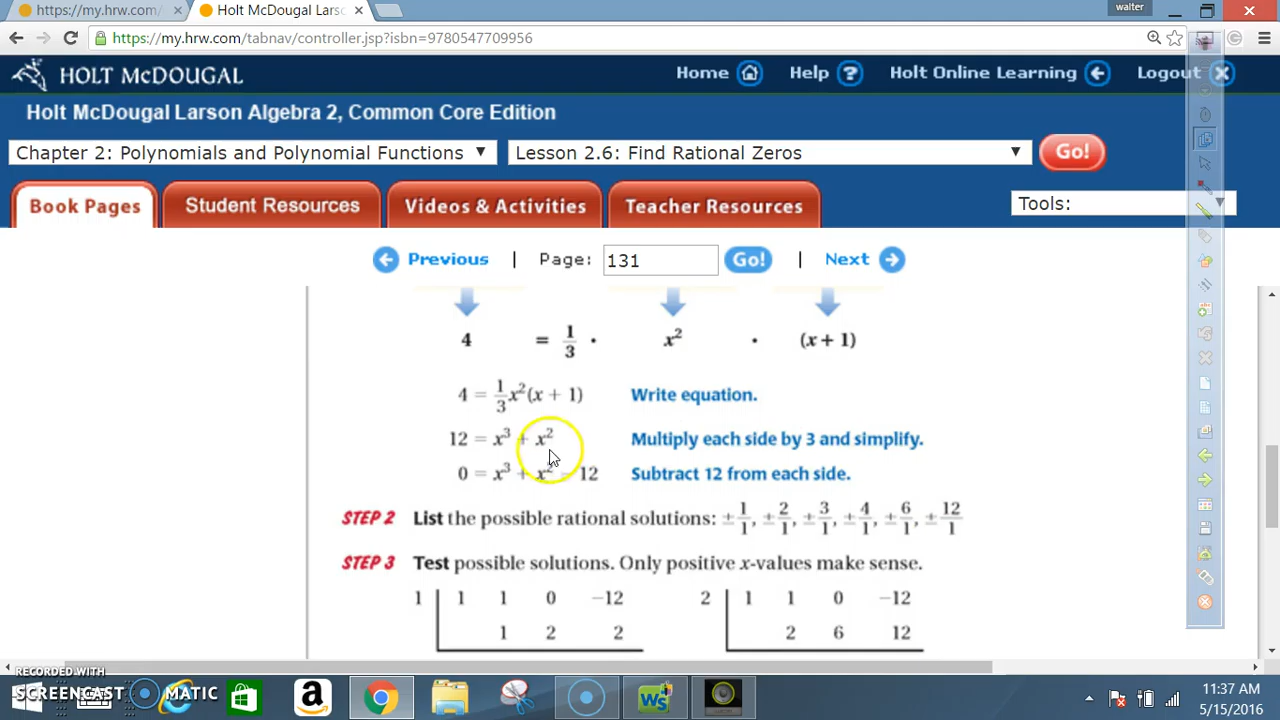 https://my.hrw.com/tabnav/ ×
Holt McDougal Larso ×
walter
https://my.hrw.com/tabnav/controller.jsp?isbn=9780547709956
HOLT MCDOUGAL
Home Help ? Holt Online Learning Logout X
Holt McDougal Larson Algebra 2, Common Core Edition
Chapter 2: Polynomials and Polynomial Functions ▼ Lesson 2.6: Find Rational Zeros ▼ Go!
Book Pages Student Resources Videos & Activities Teacher Resources Tools:
Previous | Page: 131 Go! | Next
4 = 1/3 · x² · (x + 1)
4 = 1/3 x²(x + 1) Write equation.
12 = x³ + x² Multiply each side by 3 and simplify.
0 = x³ + x² − 12 Subtract 12 from each side.
STEP 2 List the possible rational solutions: ± 1/1, ± 2/1, ± 3/1, ± 4/1, ± 6/1, ± 12/1
STEP 3 Test possible solutions. Only positive x-values make sense.
1 | 1 1 0 −12 2 | 1 1 0 −12
1 2 2 2 6 12
RECORDED WITH
SCREENCAST MATIC
11:37 AM
5/15/2016